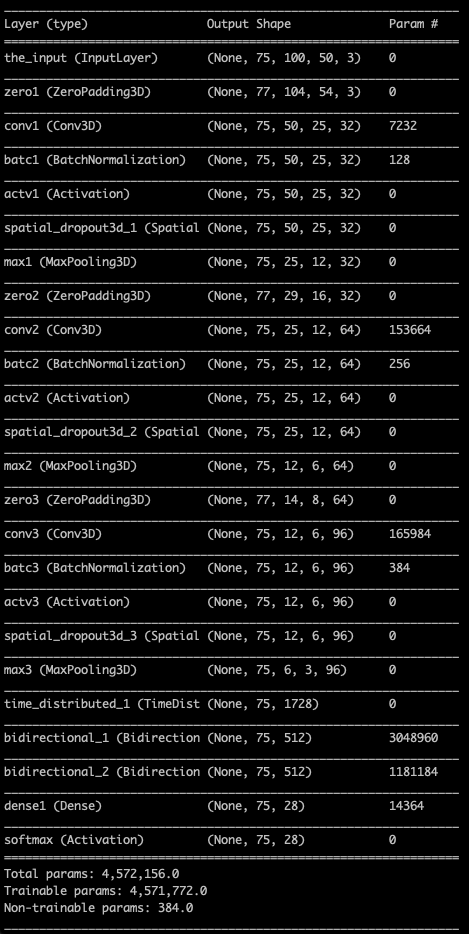 Layer (type) Output Shape Param #
the_input (InputLayer) (None, 75, 100, 50, 3) 0
zero1 (ZeroPadding3D) (None, 77, 104, 54, 3) 0
conv1 (Conv3D) (None, 75, 50, 25, 32) 7232
batc1 (BatchNormalization) (None, 75, 50, 25, 32) 128
actv1 (Activation) (None, 75, 50, 25, 32) 0
spatial_dropout3d_1 (Spatial (None, 75, 50, 25, 32) 0
max1 (MaxPooling3D) (None, 75, 25, 12, 32) 0
zero2 (ZeroPadding3D) (None, 77, 29, 16, 32) 0
conv2 (Conv3D) (None, 75, 25, 12, 64) 153664
batc2 (BatchNormalization) (None, 75, 25, 12, 64) 256
actv2 (Activation) (None, 75, 25, 12, 64) 0
spatial_dropout3d_2 (Spatial (None, 75, 25, 12, 64) 0
max2 (MaxPooling3D) (None, 75, 12, 6, 64) 0
zero3 (ZeroPadding3D) (None, 77, 14, 8, 64) 0
conv3 (Conv3D) (None, 75, 12, 6, 96) 165984
batc3 (BatchNormalization) (None, 75, 12, 6, 96) 384
actv3 (Activation) (None, 75, 12, 6, 96) 0
spatial_dropout3d_3 (Spatial (None, 75, 12, 6, 96) 0
max3 (MaxPooling3D) (None, 75, 6, 3, 96) 0
time_distributed_1 (TimeDist (None, 75, 1728) 0
bidirectional_1 (Bidirection (None, 75, 512) 3048960
bidirectional_2 (Bidirection (None, 75, 512) 1181184
dense1 (Dense) (None, 75, 28) 14364
softmax (Activation) (None, 75, 28) 0
Total params: 4,572,156.0
Trainable params: 4,571,772.0
Non-trainable params: 384.0